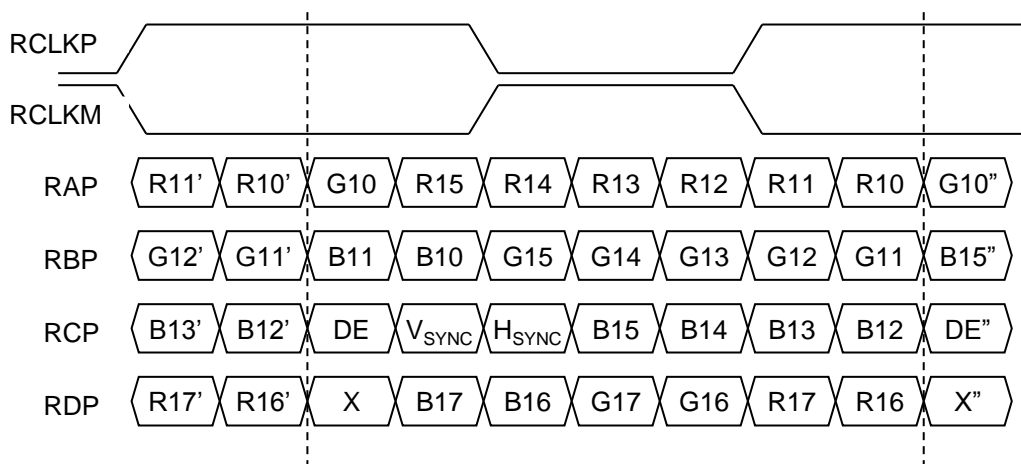 RCLKP
RCLKM
RAP R11' R10' G10 R15 R14 R13 R12 R11 R10 G10”
RBP G12' G11' B11 B10 G15 G14 G13 G12 G11 B15”
RCP B13' B12' DE VSYNC HSYNC B15 B14 B13 B12 DE”
RDP R17' R16' X B17 B16 G17 G16 R17 R16 X”